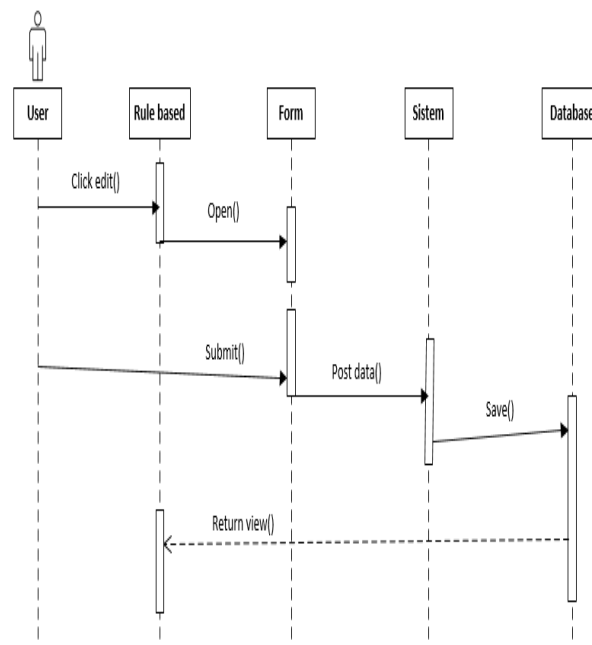 User
Rule based
Form
Sistem
Database
Click edit()
Open()
Submit()
Post data()
Save()
Return view()